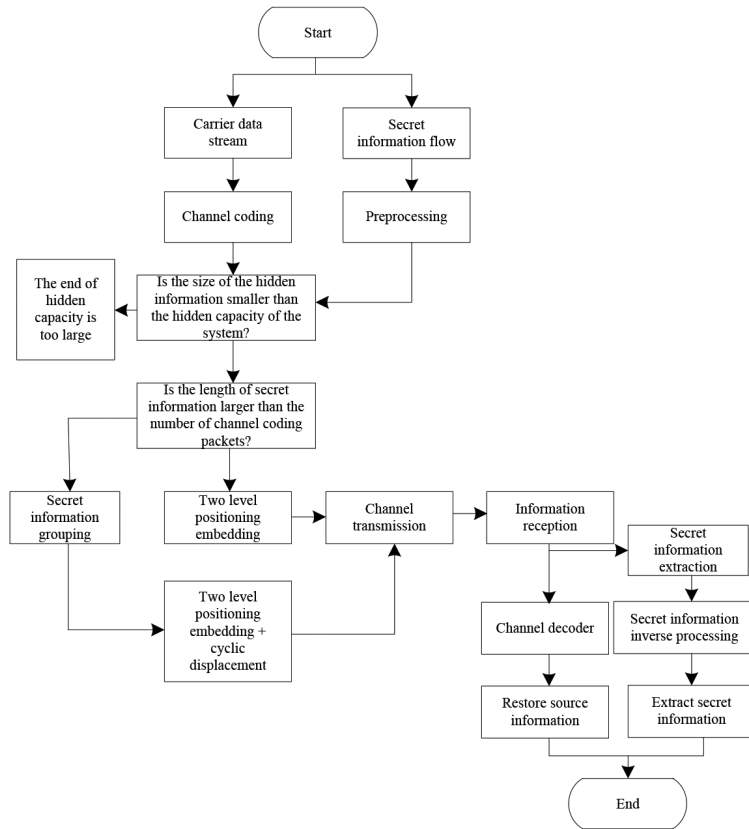 Start
Carrier data
stream
Secret
information flow
Channel coding
Preprocessing
The end of
hidden
capacity is
too large
Is the size of the hidden
information smaller than
the hidden capacity of the
system?
Is the length of secret
information larger than the
number of channel coding
packets?
Secret
information
grouping
Two level
positioning
embedding
Channel
transmission
Information
reception
Secret
information
extraction
Two level
positioning
embedding +
cyclic
displacement
Channel decoder
Secret information
inverse processing
Restore source
information
Extract secret
information
End